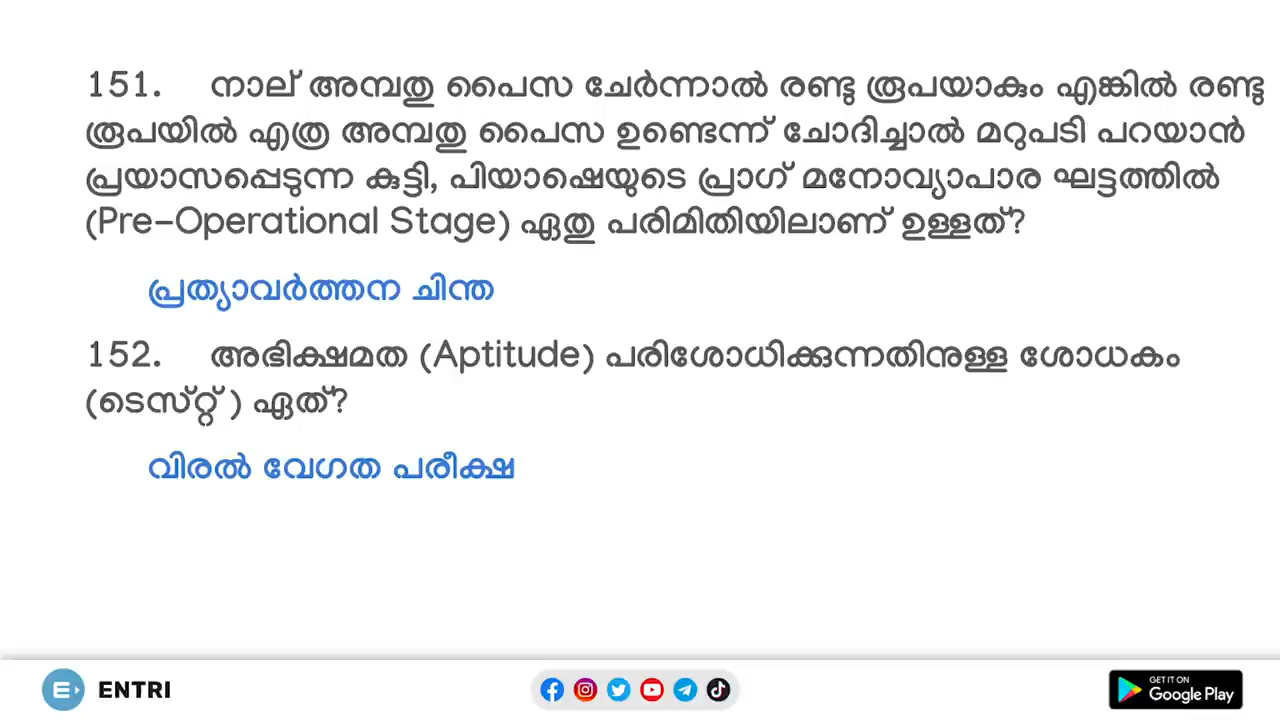 151. നാല് അമ്പതു പൈസ ചേർന്നാൽ രണ്ടു രൂപയാകും എങ്കിൽ രണ്ടു
രൂപയിൽ എത്ര അമ്പതു പൈസ ഉണ്ടെന്ന് ചോദിച്ചാൽ മറുപടി പറയാൻ
പ്രയാസപ്പെടുന്ന കുട്ടി, പിയാഷെയുടെ പ്രാഗ് മനോവ്യാപാര ഘട്ടത്തിൽ
(Pre-Operational Stage) ഏതു പരിമിതിയിലാണ് ഉള്ളത്?
പ്രത്യാവർത്തന ചിന്ത
152. അഭിക്ഷമത (Aptitude) പരിശോധിക്കുന്നതിനുള്ള ശോധകം
(ടെസ്റ്റ് ) ഏത്?
വിരൽ വേഗത പരീക്ഷ
E ENTRI
GET IT ON
Google Play